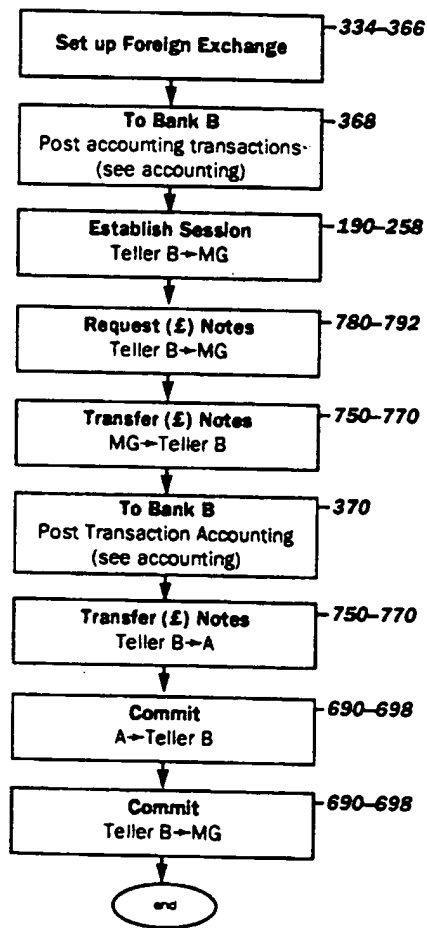 Set up Foreign Exchange
334–366
To Bank B
368
Post accounting transactions
(see accounting)
Establish Session
190–258
Teller B→MG
Request (£) Notes
780–792
Teller B→MG
Transfer (£) Notes
750–770
MG→Teller B
To Bank B
370
Post Transaction Accounting
(see accounting)
Transfer (£) Notes
750–770
Teller B→A
Commit
690–698
A→Teller B
Commit
690–698
Teller B→MG
end